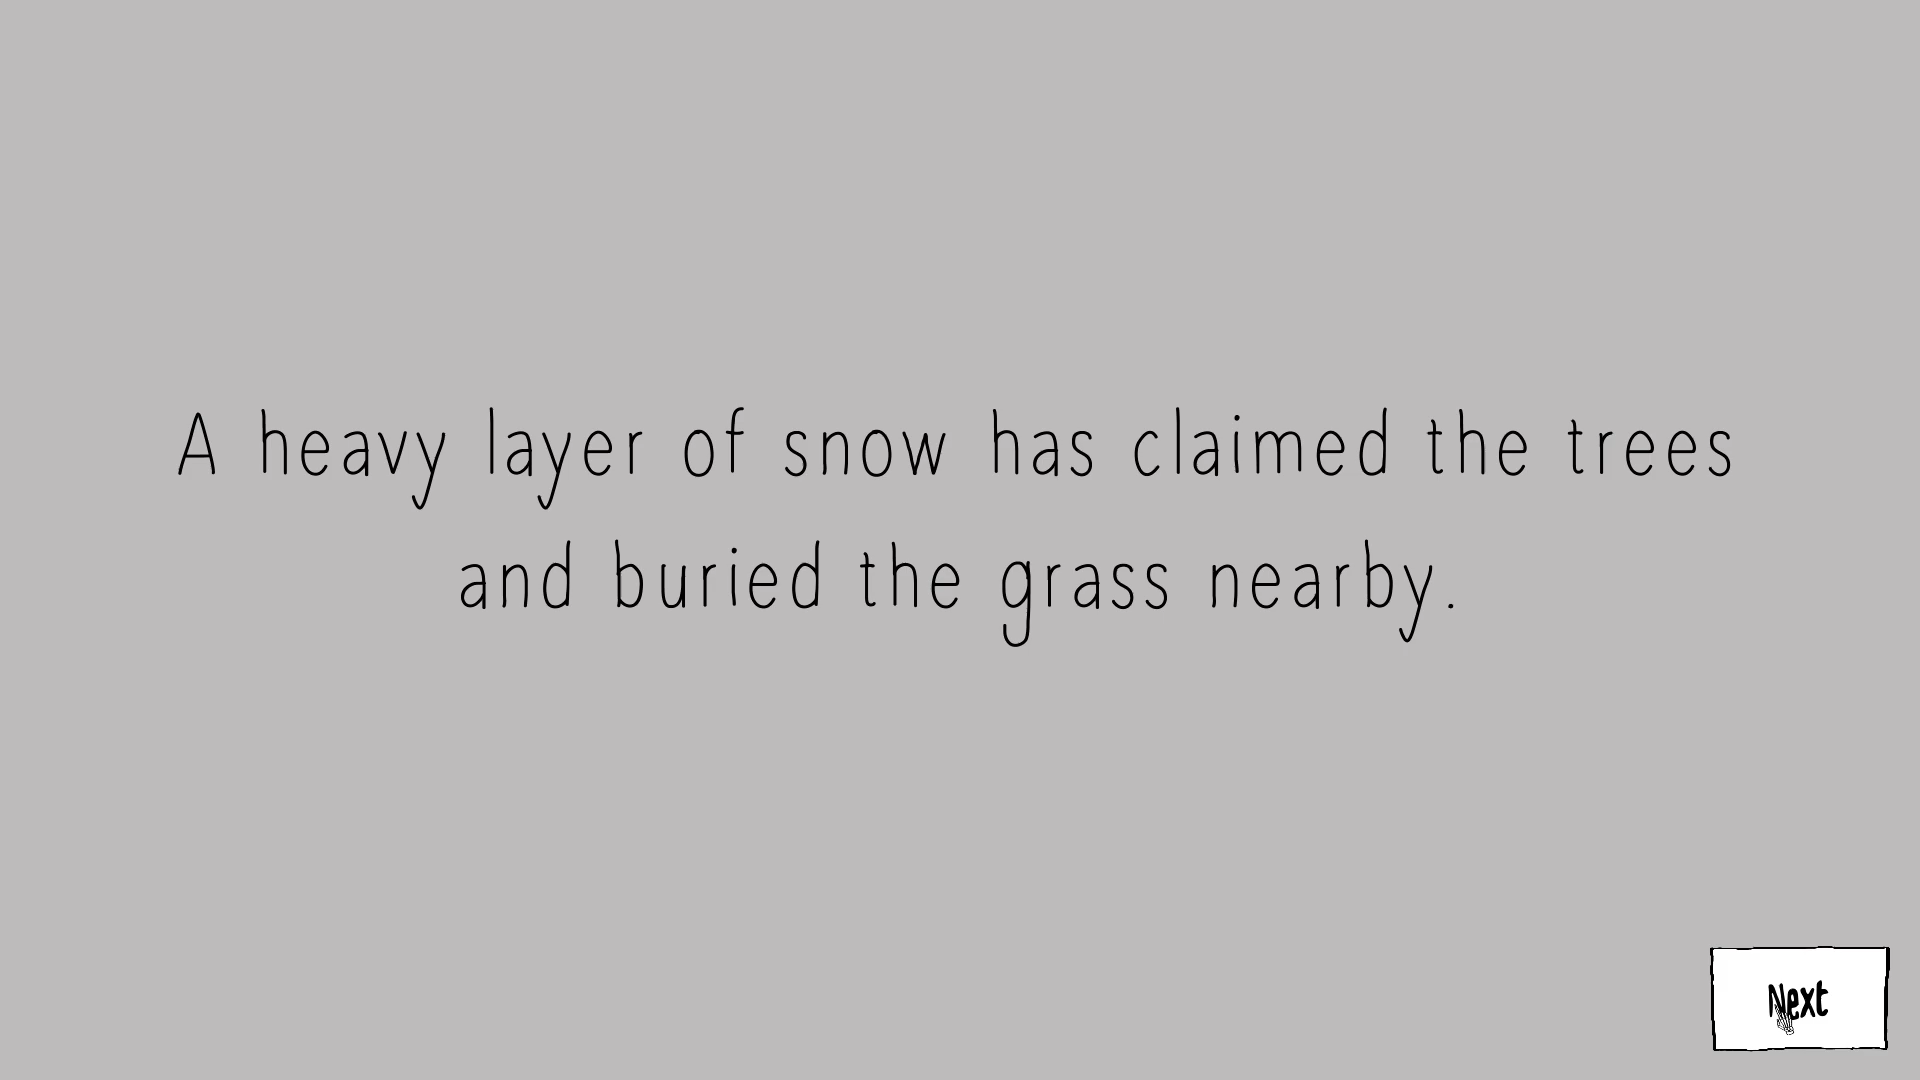 A heavy layer of snow has claimed the trees
and buried the grass nearby.
Next